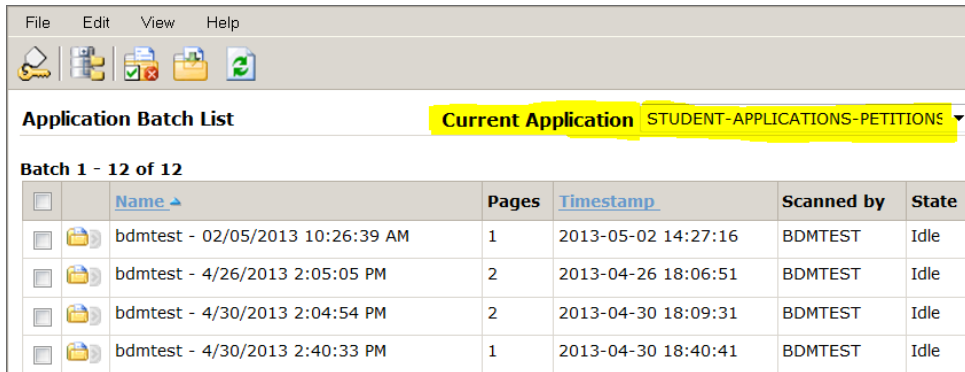 File Edit View Help
Application Batch List Current Application STUDENT-APPLICATIONS-PETITIONS
Batch 1 - 12 of 12
Name Pages Timestamp Scanned by State
bdmtest - 02/05/2013 10:26:39 AM 1 2013-05-02 14:27:16 BDMTEST Idle
bdmtest - 4/26/2013 2:05:05 PM 2 2013-04-26 18:06:51 BDMTEST Idle
bdmtest - 4/30/2013 2:04:54 PM 2 2013-04-30 18:09:31 BDMTEST Idle
bdmtest - 4/30/2013 2:40:33 PM 1 2013-04-30 18:40:41 BDMTEST Idle